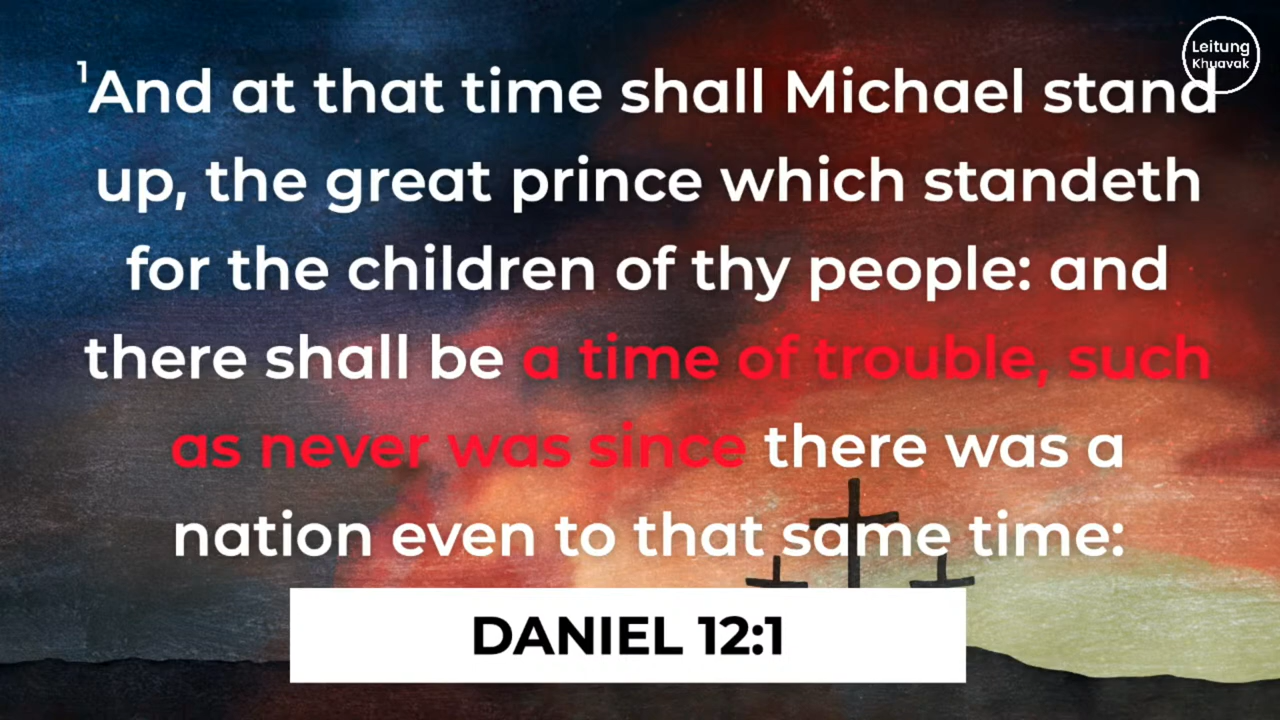 Leitung
Khuavak
¹And at that time shall Michael stand
up, the great prince which standeth
for the children of thy people: and
there shall be a time of trouble, such
as never was since there was a
nation even to that same time:
DANIEL 12:1